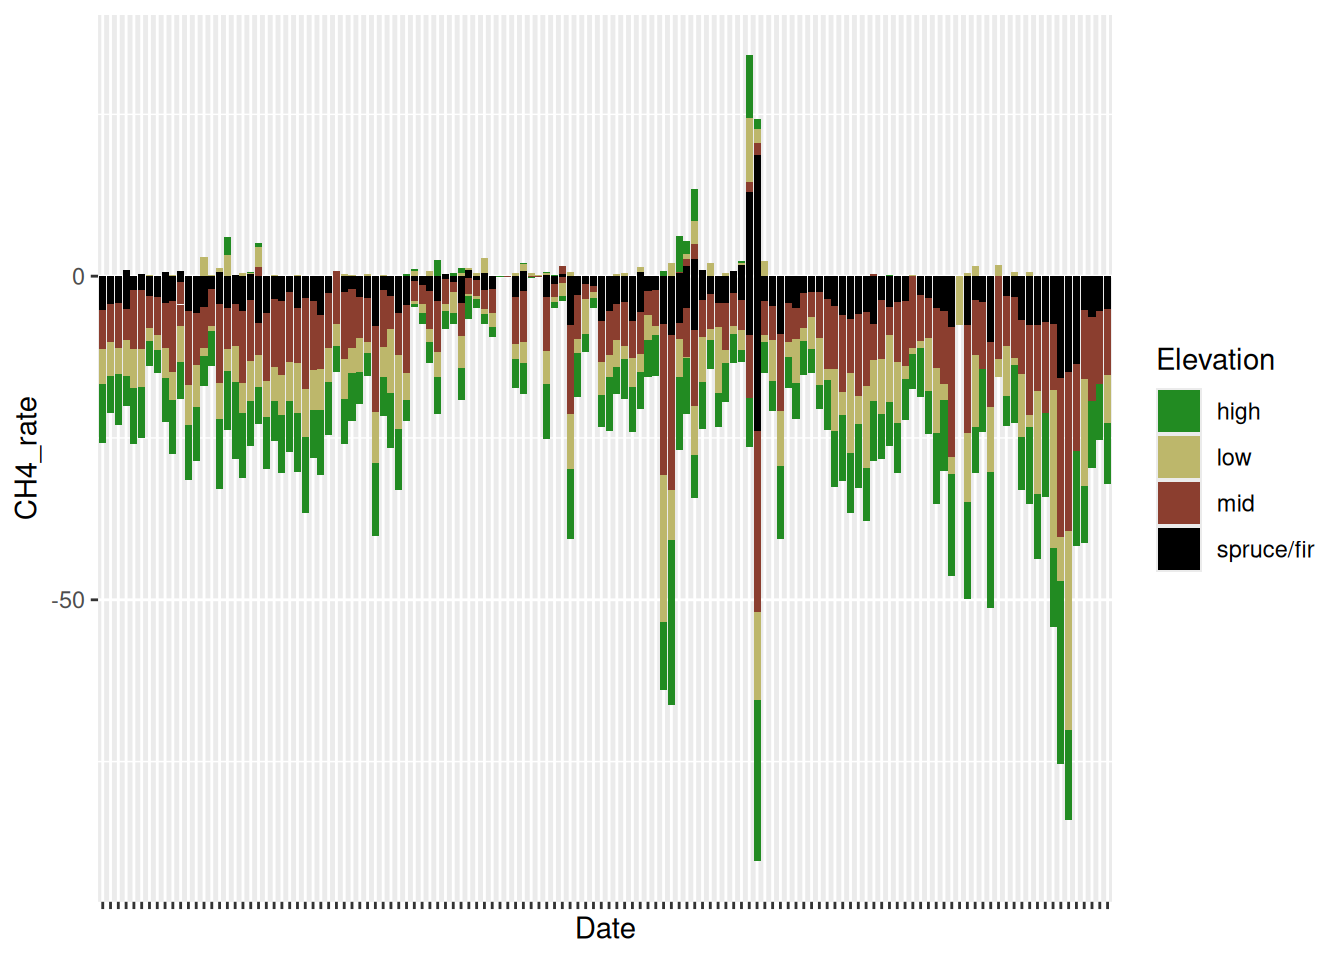 CH4_rate
0
-50
Date
Elevation
high
low
mid
spruce/fir